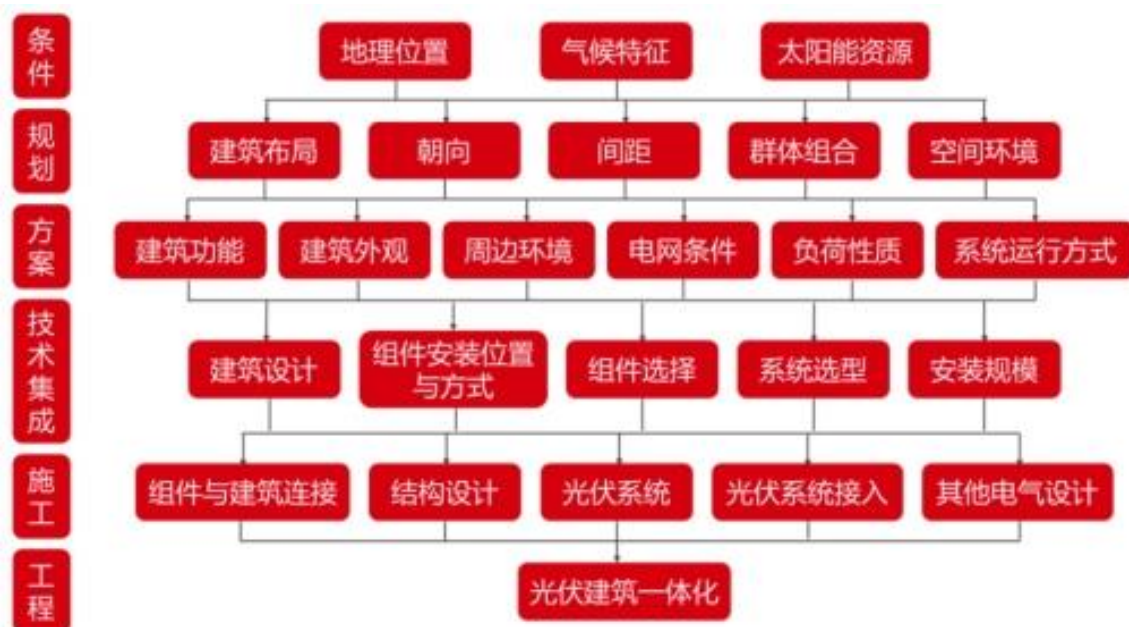 条件
地理位置
气候特征
太阳能资源
规划
建筑布局
朝向
间距
群体组合
空间环境
方案
建筑功能
建筑外观
周边环境
电网条件
负荷性质
系统运行方式
技术集成
建筑设计
组件安装位置
与方式
组件选择
系统选型
安装规模
施工
组件与建筑连接
结构设计
光伏系统
光伏系统接入
其他电气设计
工程
光伏建筑一体化